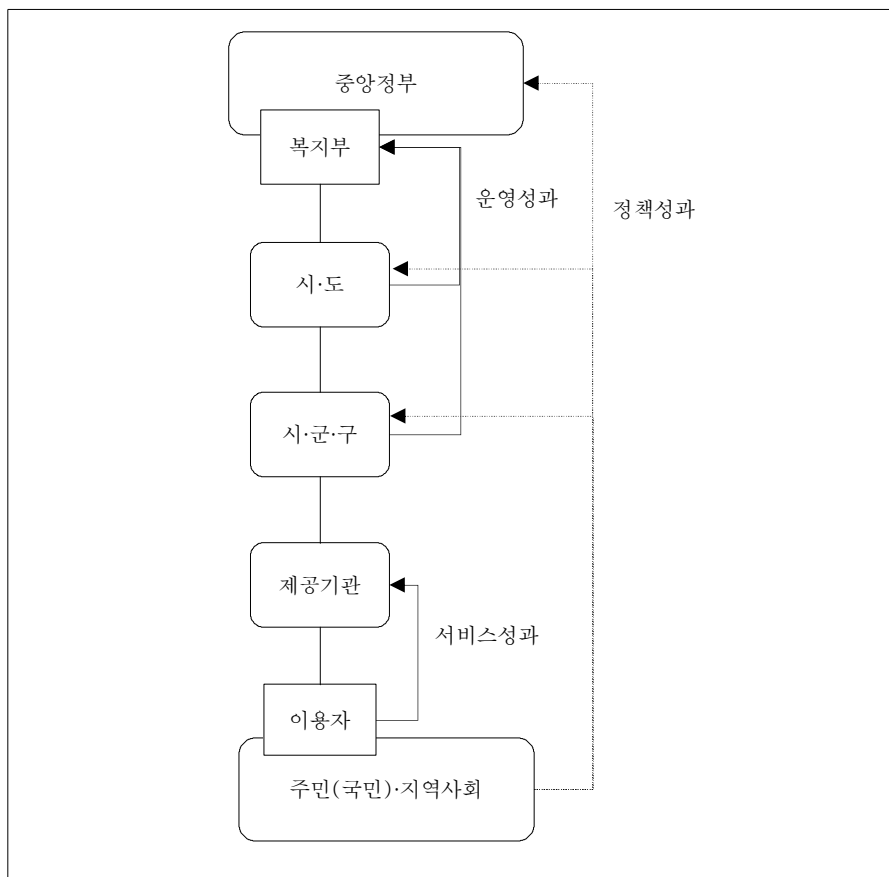 중앙정부
복지부
운영성과
정책성과
시·도
시·군·구
제공기관
서비스성과
이용자
주민(국민)·지역사회